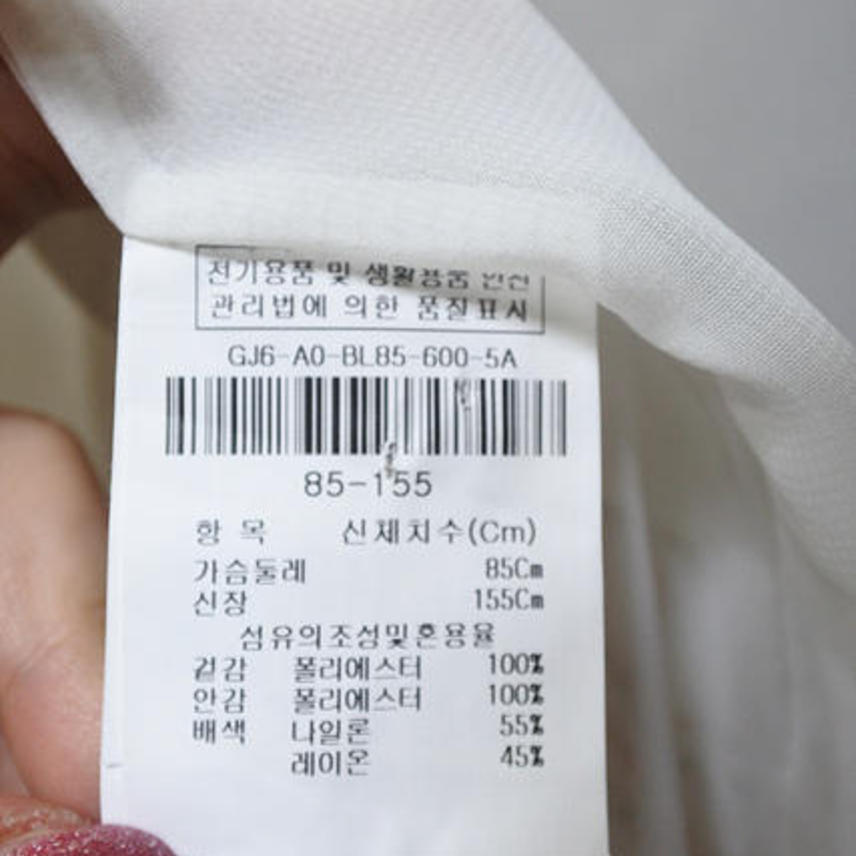 전기용품 및 생활용품 안전
관리법에 의한 품질표시
GJ6-A0-BL85-600-5A
85-155
항 목 신체치수(Cm)
가슴둘레 85Cm
신장 155Cm
섬유의조성및혼용율
겉감 폴리에스터 100%
안감 폴리에스터 100%
배색 나일론 55%
레이온 45%